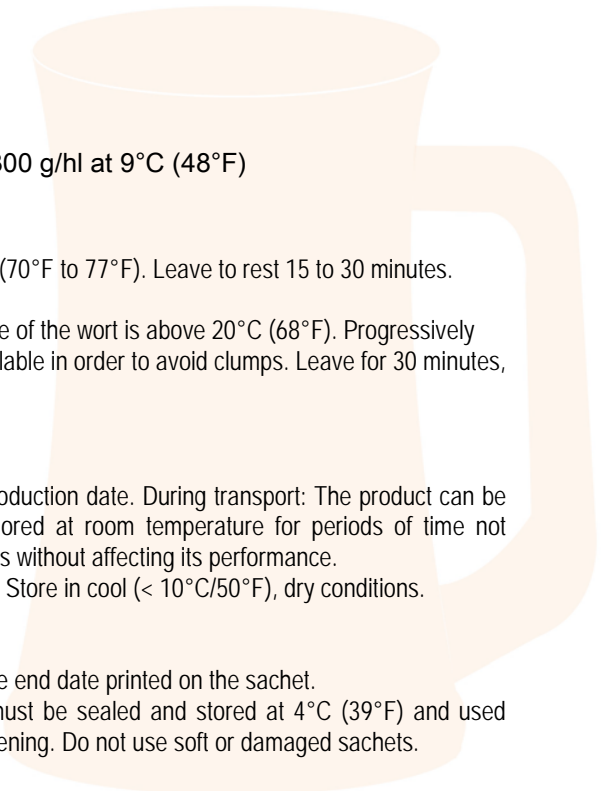 00 g/hl at 9°C (48°F)
(70°F to 77°F). Leave to rest 15 to 30 minutes.
e of the wort is above 20°C (68°F). Progressively
lable in order to avoid clumps. Leave for 30 minutes,
oduction date. During transport: The product can be
ored at room temperature for periods of time not
s without affecting its performance.
Store in cool (< 10°C/50°F), dry conditions.
e end date printed on the sachet.
must be sealed and stored at 4°C (39°F) and used
ening. Do not use soft or damaged sachets.